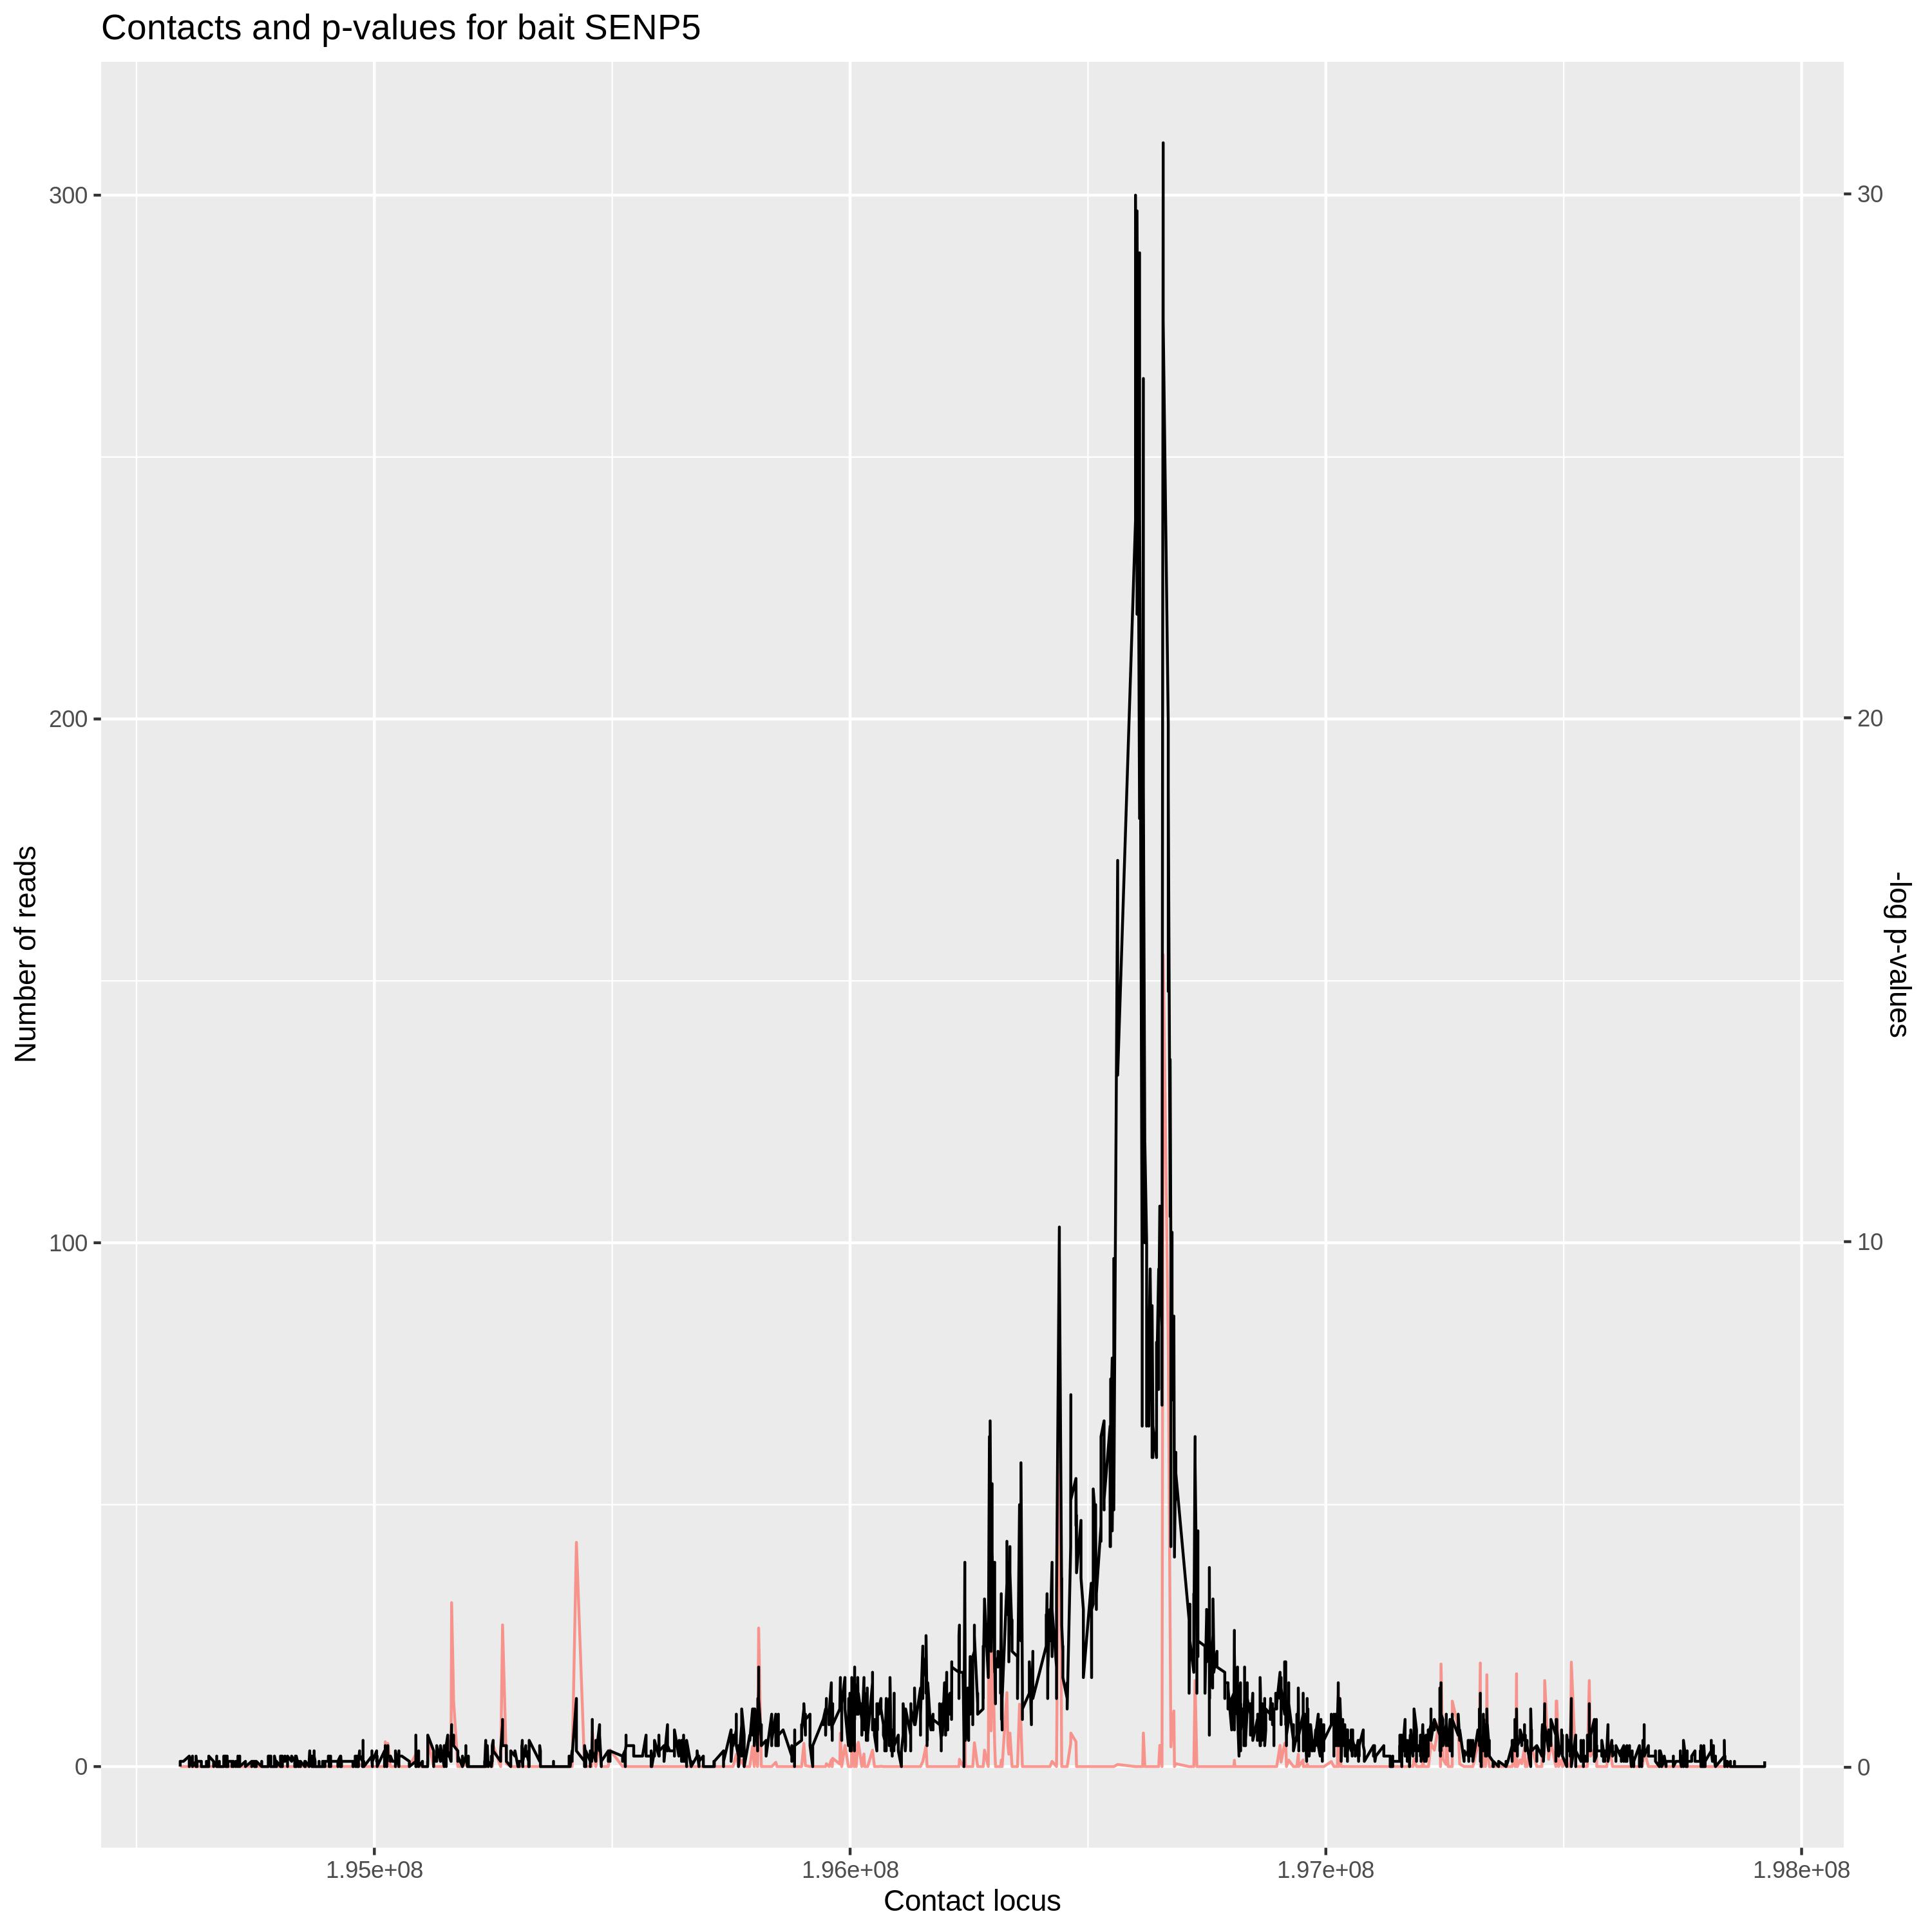 Contacts and p-values for bait SENP5
300
200
100
0
Number of reads
30
20
10
0
-log p-values
1.95e+08
1.96e+08
1.97e+08
1.98e+08
Contact locus